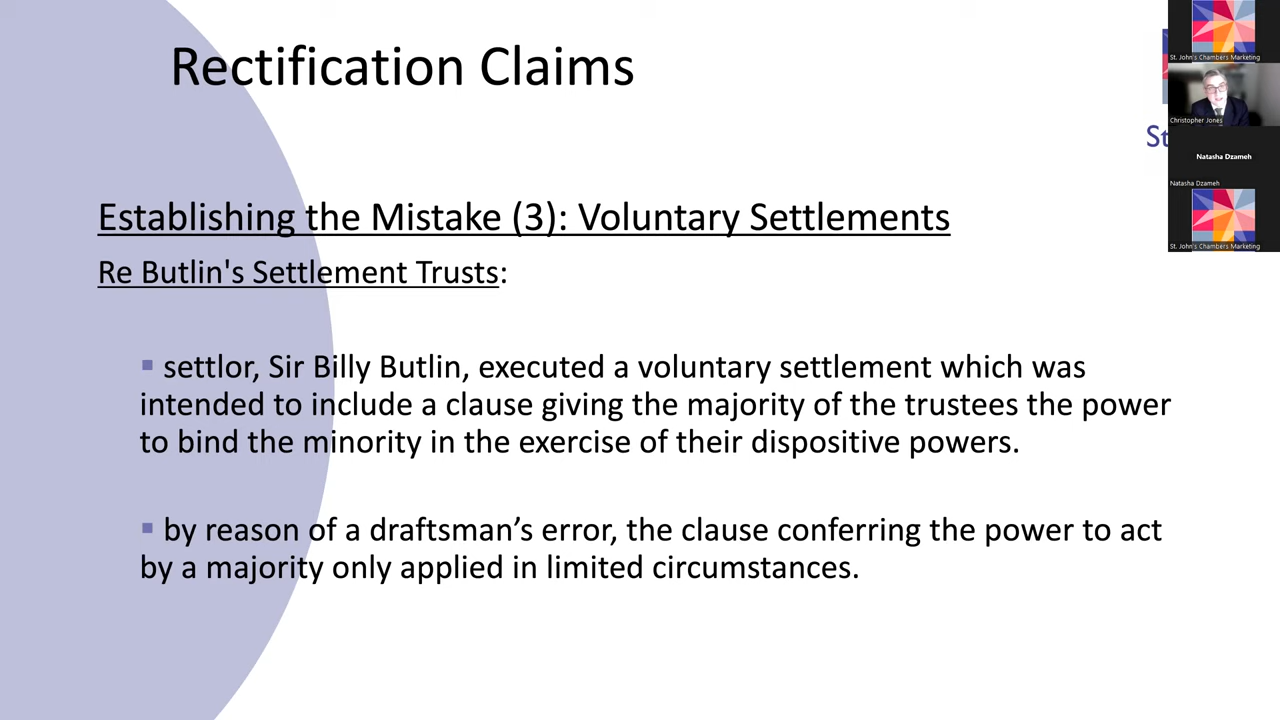 Rectification Claims
St. John's Chambers Marketing
Christopher Jones
St
Natasha Dzameh
Natasha Dzameh
St. John's Chambers Marketing
Establishing the Mistake (3): Voluntary Settlements
Re Butlin's Settlement Trusts:
▪ settlor, Sir Billy Butlin, executed a voluntary settlement which was
intended to include a clause giving the majority of the trustees the power
to bind the minority in the exercise of their dispositive powers.
▪ by reason of a draftsman’s error, the clause conferring the power to act
by a majority only applied in limited circumstances.